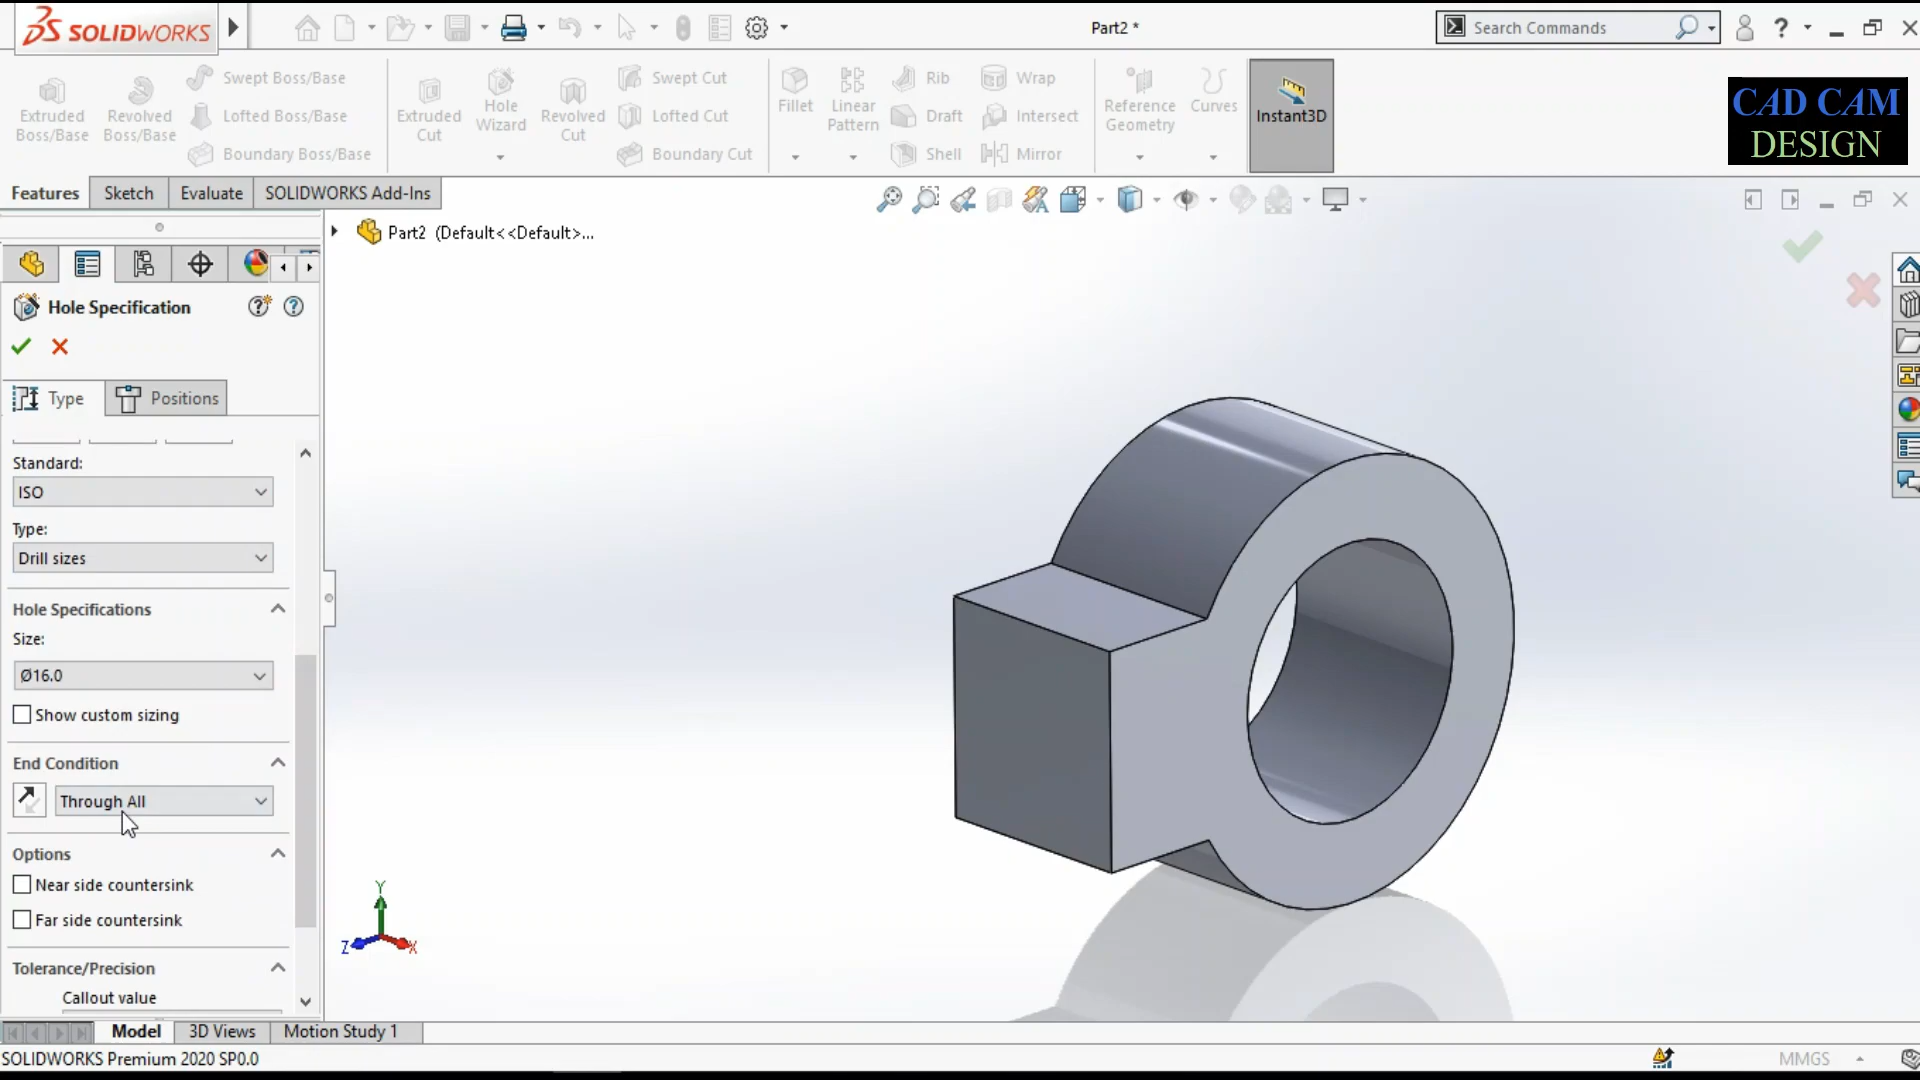 SOLIDWORKS
Part2 *
Search Commands
?
Extruded
Boss/Base
Revolved
Boss/Base
Swept Boss/Base
Lofted Boss/Base
Boundary Boss/Base
Extruded
Cut
Hole
Wizard
Revolved
Cut
Swept Cut
Lofted Cut
Boundary Cut
Fillet
Linear
Pattern
Rib
Draft
Shell
Wrap
Intersect
Mirror
Reference
Geometry
Curves
Instant3D
CAD CAM
DESIGN
Features
Sketch
Evaluate
SOLIDWORKS Add-Ins
Part2 (Default<<Default>...
Hole Specification
Type
Positions
Standard:
ISO
Type:
Drill sizes
Hole Specifications
Size:
Ø16.0
Show custom sizing
End Condition
Through All
Options
Near side countersink
Far side countersink
Tolerance/Precision
Callout value
Y
Z
X
Model
3D Views
Motion Study 1
SOLIDWORKS Premium 2020 SP0.0
MMGS